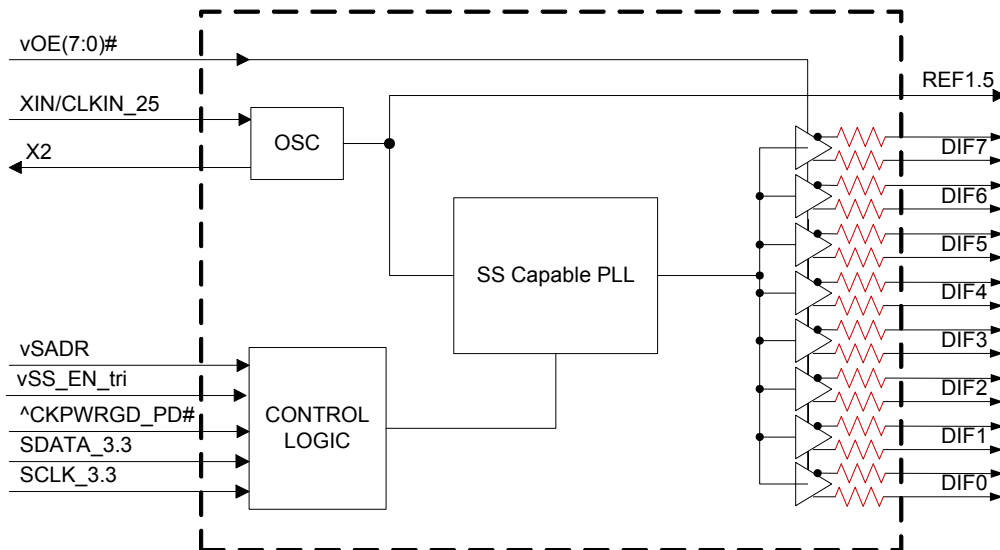 vOE(7:0)#
XIN/CLKIN_25
X2
OSC
REF1.5
DIF7
DIF6
DIF5
DIF4
DIF3
DIF2
DIF1
DIF0
SS Capable PLL
vSADR
vSS_EN_tri
^CKPWRGD_PD#
SDATA_3.3
SCLK_3.3
CONTROL
LOGIC